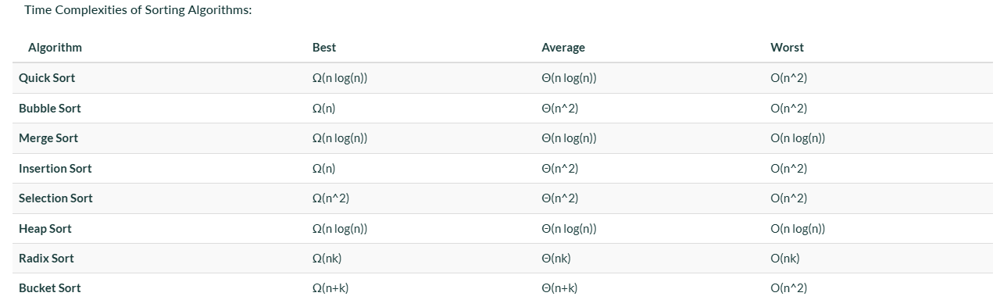 Time Complexities of Sorting Algorithms:
Algorithm Best Average Worst
Quick Sort Ω(n log(n)) Θ(n log(n)) O(n^2)
Bubble Sort Ω(n) Θ(n^2) O(n^2)
Merge Sort Ω(n log(n)) Θ(n log(n)) O(n log(n))
Insertion Sort Ω(n) Θ(n^2) O(n^2)
Selection Sort Ω(n^2) Θ(n^2) O(n^2)
Heap Sort Ω(n log(n)) Θ(n log(n)) O(n log(n))
Radix Sort Ω(nk) Θ(nk) O(nk)
Bucket Sort Ω(n+k) Θ(n+k) O(n^2)